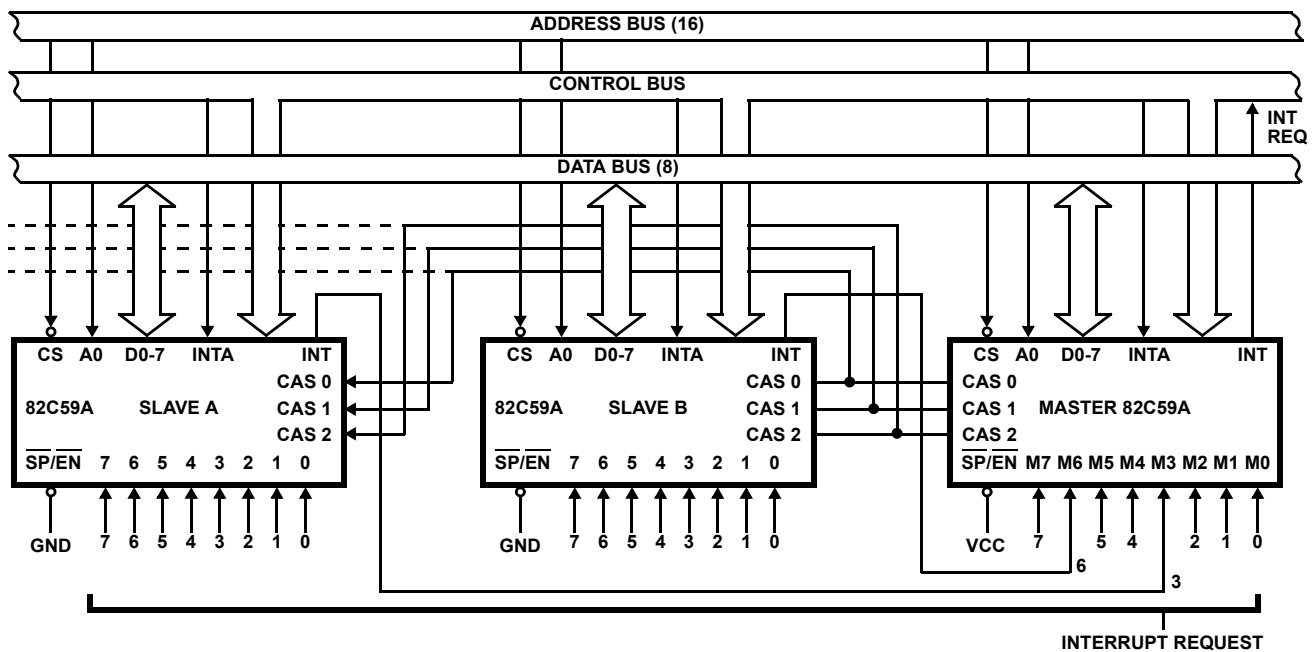 ADDRESS BUS (16)
CONTROL BUS
INT
REQ
DATA BUS (8)
CS A0 D0-7 INTA INT
CAS 0
82C59A SLAVE A CAS 1
CAS 2
SP/EN 7 6 5 4 3 2 1 0
GND 7 6 5 4 3 2 1 0
CS A0 D0-7 INTA INT
CAS 0
82C59A SLAVE B CAS 1
CAS 2
SP/EN 7 6 5 4 3 2 1 0
GND 7 6 5 4 3 2 1 0
CS A0 D0-7 INTA INT
CAS 0
CAS 1 MASTER 82C59A
CAS 2
SP/EN M7 M6 M5 M4 M3 M2 M1 M0
VCC 7 5 4 2 1 0
6
3
INTERRUPT REQUEST